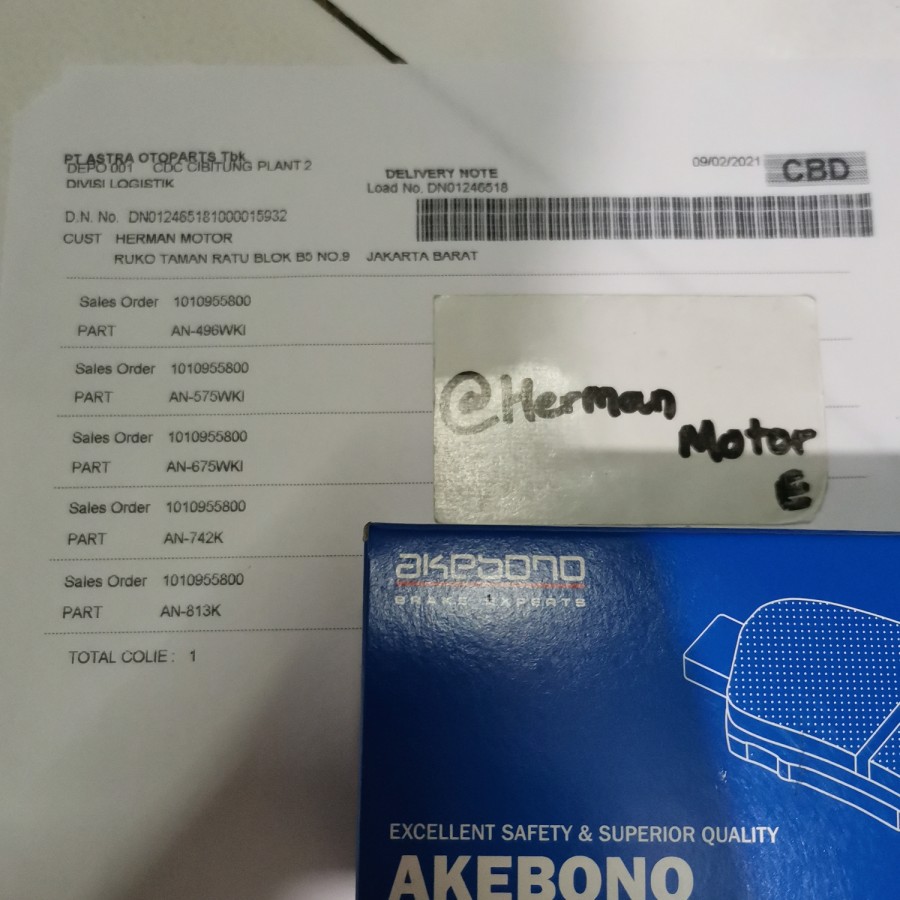 PT ASTRA OTOPARTS Tbk
DEPO 001 CDC CIBITUNG PLANT 2
DIVISI LOGISTIK
DELIVERY NOTE
Load No. DN01246518
09/02/2021
CBD
D.N. No. DN012465181000015932
CUST HERMAN MOTOR
RUKO TAMAN RATU BLOK B5 NO.9 JAKARTA BARAT
Sales Order 1010955800
PART AN-496WKI
Sales Order 1010955800
PART AN-575WKI
Sales Order 1010955800
PART AN-675WKI
Sales Order 1010955800
PART AN-742K
Sales Order 1010955800
PART AN-813K
TOTAL COLIE : 1
@Herman
Motor
E
akebono
BRAKE EXPERTS
EXCELLENT SAFETY & SUPERIOR QUALITY
AKEBONO